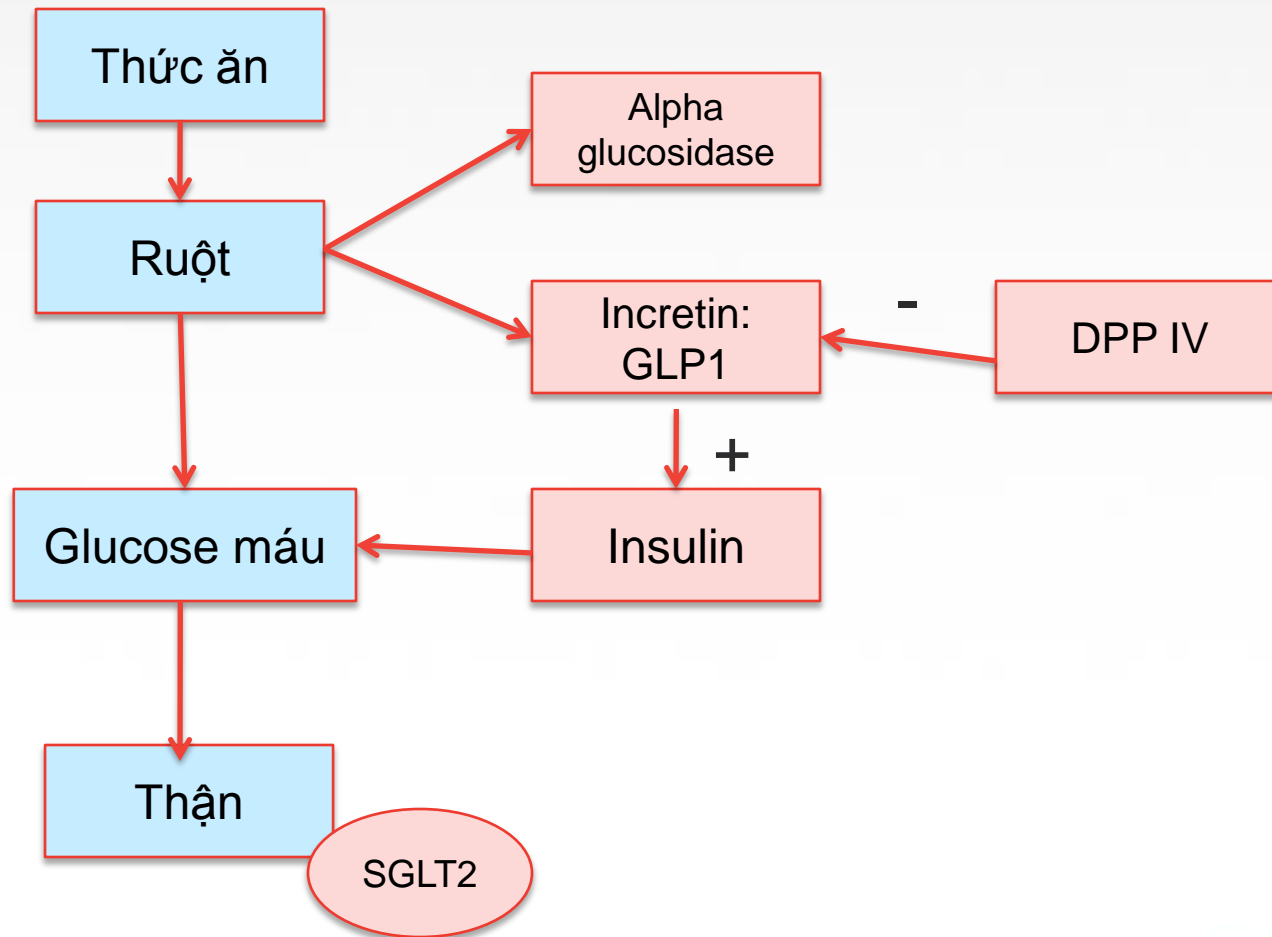 Thức ăn
Alpha
glucosidase
Ruột
Incretin:
GLP1
-
DPP IV
+
Glucose máu
Insulin
Thận
SGLT2